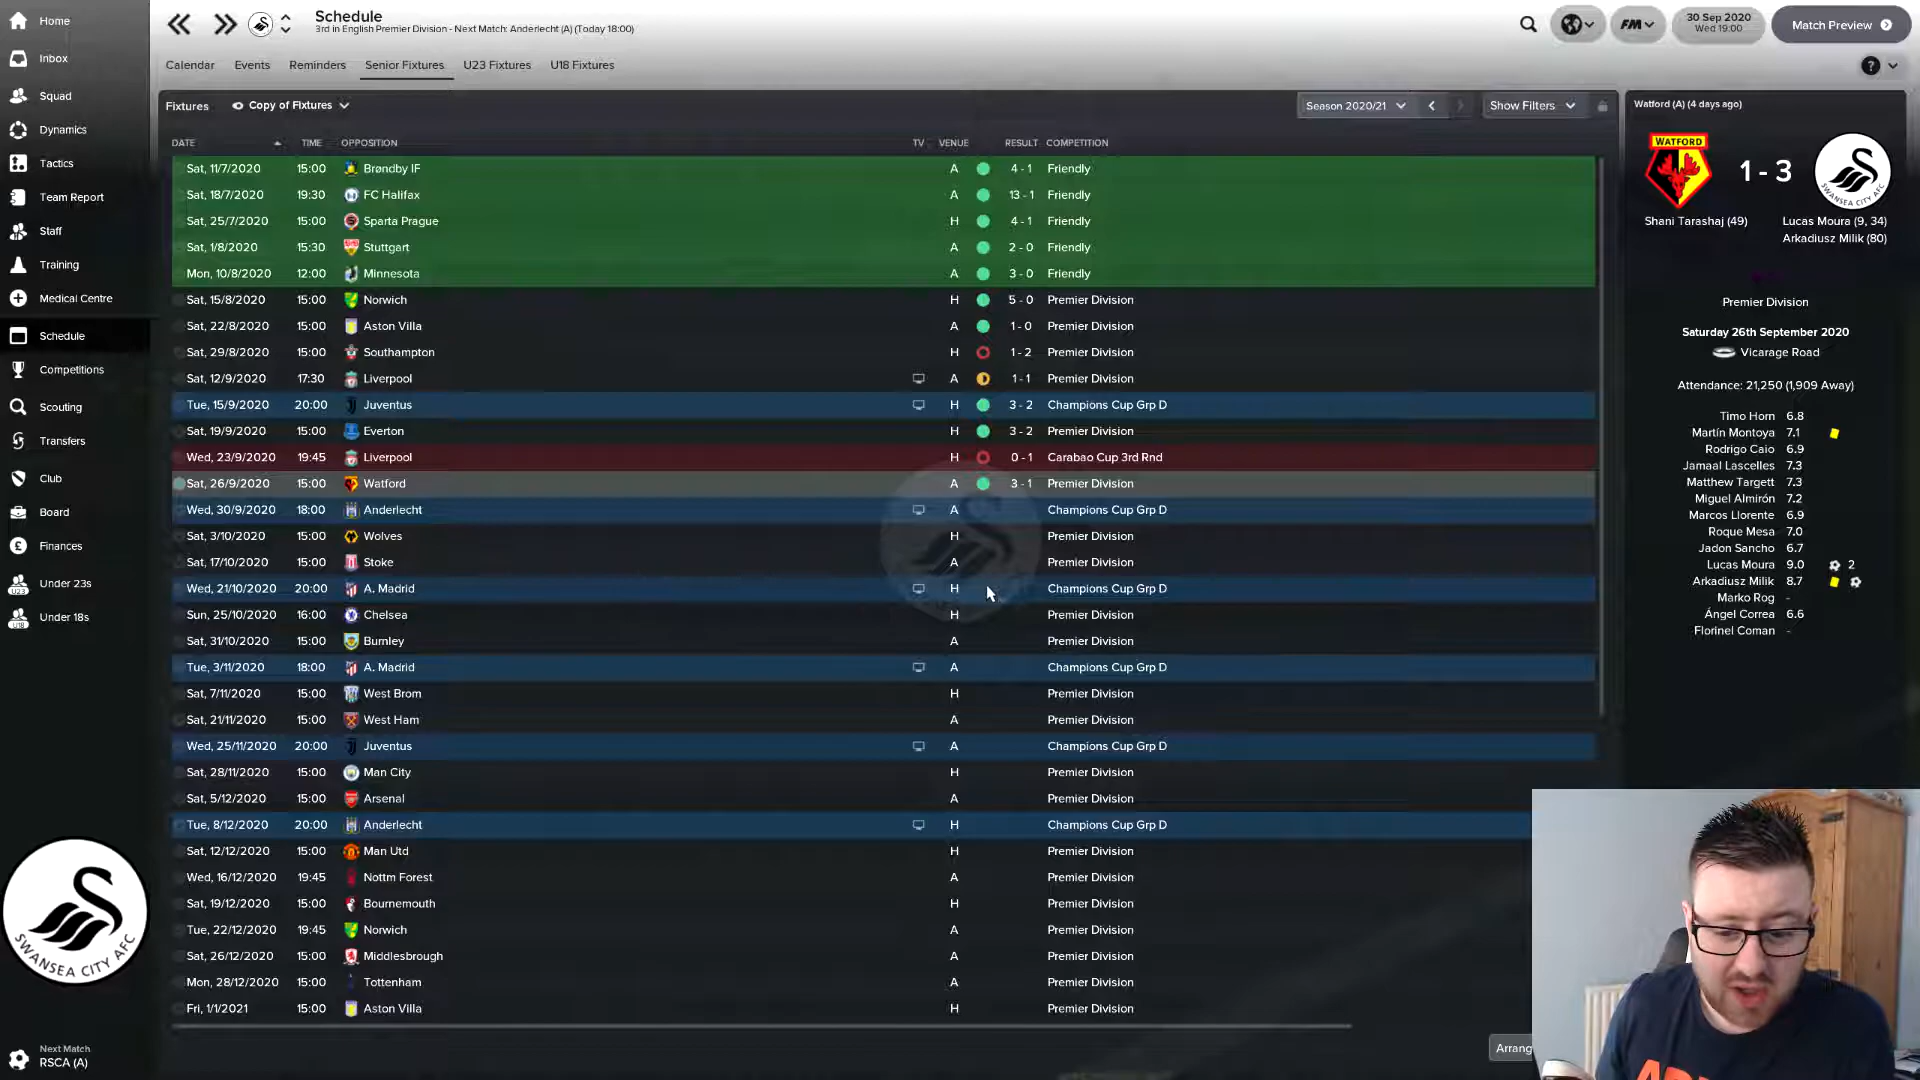 Home
Inbox
Squad
Dynamics
Tactics
Team Report
Staff
Training
Medical Centre
Schedule
Competitions
Scouting
Transfers
Club
Board
Finances
Under 23s
Under 18s
SWANSEA CITY AFC
Next Match
RSCA (A)
Schedule
3rd in English Premier Division - Next Match: Anderlecht (A) (Today 18:00)
FM
30 Sep 2020
Wed 19:00
Match Preview
Calendar Events Reminders Senior Fixtures U23 Fixtures U18 Fixtures
Fixtures Copy of Fixtures Season 2020/21 Show Filters
DATE TIME OPPOSITION TV VENUE RESULT COMPETITION
Sat, 11/7/2020 15:00 Brøndby IF A 4 - 1 Friendly
Sat, 18/7/2020 19:30 FC Halifax A 13 - 1 Friendly
Sat, 25/7/2020 15:00 Sparta Prague H 4 - 1 Friendly
Sat, 1/8/2020 15:30 Stuttgart A 2 - 0 Friendly
Mon, 10/8/2020 12:00 Minnesota A 3 - 0 Friendly
Sat, 15/8/2020 15:00 Norwich H 5 - 0 Premier Division
Sat, 22/8/2020 15:00 Aston Villa A 1 - 0 Premier Division
Sat, 29/8/2020 15:00 Southampton H 1 - 2 Premier Division
Sat, 12/9/2020 17:30 Liverpool A 1 - 1 Premier Division
Tue, 15/9/2020 20:00 Juventus H 3 - 2 Champions Cup Grp D
Sat, 19/9/2020 15:00 Everton H 3 - 2 Premier Division
Wed, 23/9/2020 19:45 Liverpool H 0 - 1 Carabao Cup 3rd Rnd
Sat, 26/9/2020 15:00 Watford A 3 - 1 Premier Division
Wed, 30/9/2020 18:00 Anderlecht A Champions Cup Grp D
Sat, 3/10/2020 15:00 Wolves H Premier Division
Sat, 17/10/2020 15:00 Stoke A Premier Division
Wed, 21/10/2020 20:00 A. Madrid H Champions Cup Grp D
Sun, 25/10/2020 16:00 Chelsea H Premier Division
Sat, 31/10/2020 15:00 Burnley A Premier Division
Tue, 3/11/2020 18:00 A. Madrid A Champions Cup Grp D
Sat, 7/11/2020 15:00 West Brom H Premier Division
Sat, 21/11/2020 15:00 West Ham A Premier Division
Wed, 25/11/2020 20:00 Juventus A Champions Cup Grp D
Sat, 28/11/2020 15:00 Man City H Premier Division
Sat, 5/12/2020 15:00 Arsenal A Premier Division
Tue, 8/12/2020 20:00 Anderlecht H Champions Cup Grp D
Sat, 12/12/2020 15:00 Man Utd H Premier Division
Wed, 16/12/2020 19:45 Nottm Forest A Premier Division
Sat, 19/12/2020 15:00 Bournemouth H Premier Division
Tue, 22/12/2020 19:45 Norwich A Premier Division
Sat, 26/12/2020 15:00 Middlesbrough A Premier Division
Mon, 28/12/2020 15:00 Tottenham A Premier Division
Fri, 1/1/2021 15:00 Aston Villa H Premier Division
Arrang
Watford (A) (4 days ago)
WATFORD
1 - 3
SWANSEA CITY AFC
Shani Tarashaj (49) Lucas Moura (9, 34)
Arkadiusz Milik (80)
Premier Division
Saturday 26th September 2020
Vicarage Road
Attendance: 21,250 (1,909 Away)
Timo Horn 6.8
Martín Montoya 7.1
Rodrigo Caio 6.9
Jamaal Lascelles 7.3
Matthew Targett 7.3
Miguel Almirón 7.2
Marcos Llorente 6.9
Roque Mesa 7.0
Jadon Sancho 6.7
Lucas Moura 9.0 2
Arkadiusz Milik 8.7
Marko Rog -
Ángel Correa 6.6
Florinel Coman -